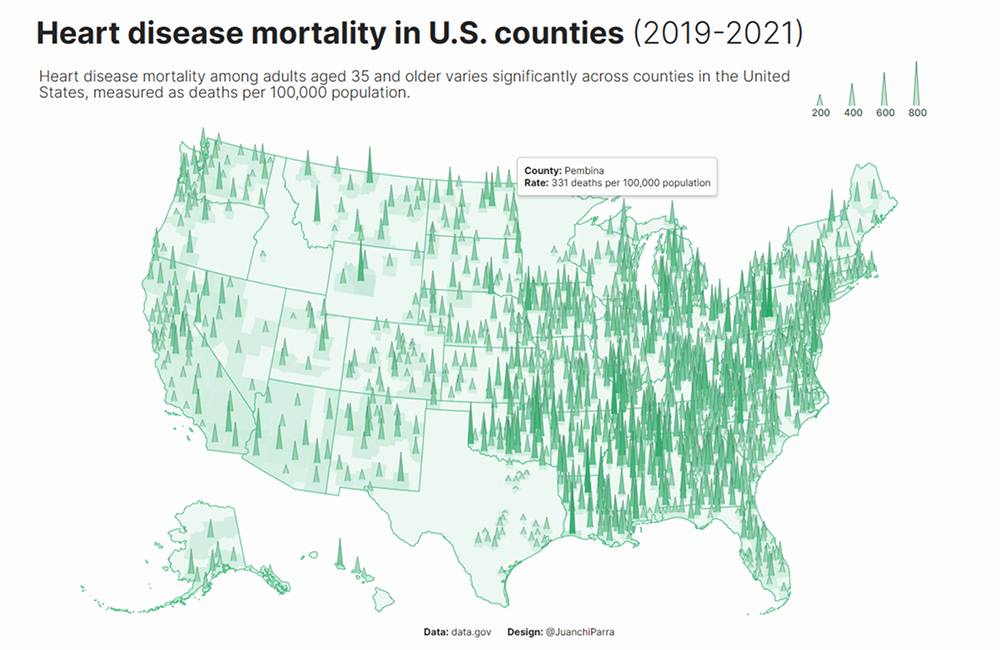 Heart disease mortality in U.S. counties (2019-2021)
Heart disease mortality among adults aged 35 and older varies significantly across counties in the United
States, measured as deaths per 100,000 population.
200 400 600 800
County: Pembina
Rate: 331 deaths per 100,000 population
Data: data.gov Design: @JuanchiParra